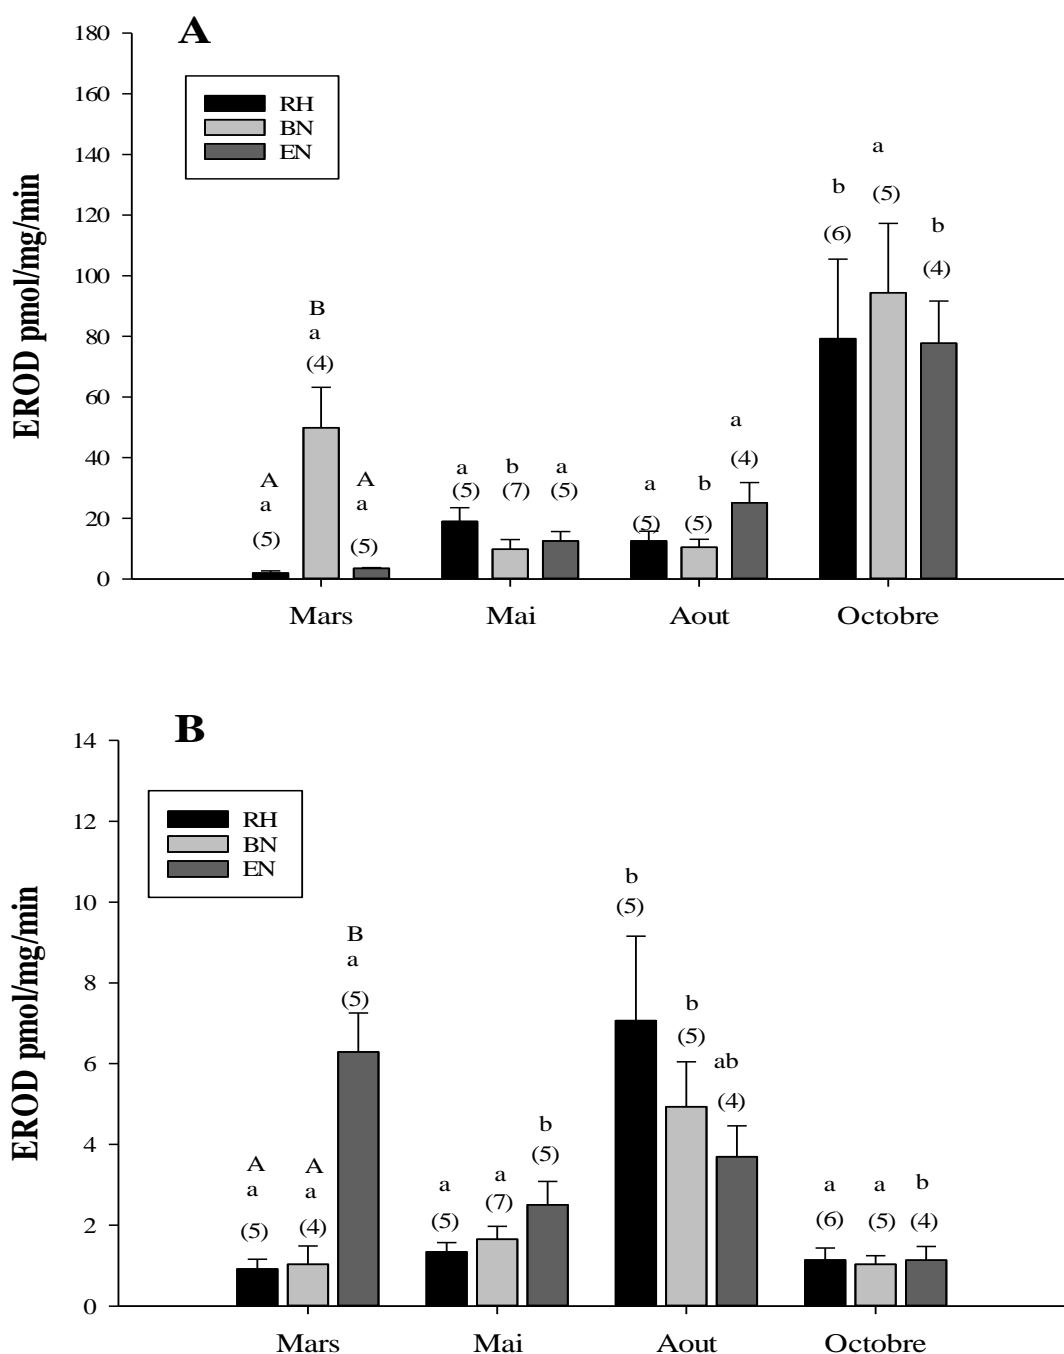 A
180
160
140
120
100
80
60
40
20
0
EROD pmol/mg/min
RH
BN
EN
A
a
(5)
B
a
(4)
A
a
(5)
a
(5)
b
(7)
a
(5)
a
(5)
b
(5)
a
(4)
b
(6)
a
(5)
b
(4)
Mars Mai Aout Octobre
B
14
12
10
8
6
4
2
0
EROD pmol/mg/min
RH
BN
EN
A
a
(5)
A
a
(4)
B
a
(5)
a
(5)
a
(7)
b
(5)
b
(5)
b
(5)
ab
(4)
a
(6)
a
(5)
b
(4)
Mars Mai Aout Octobre